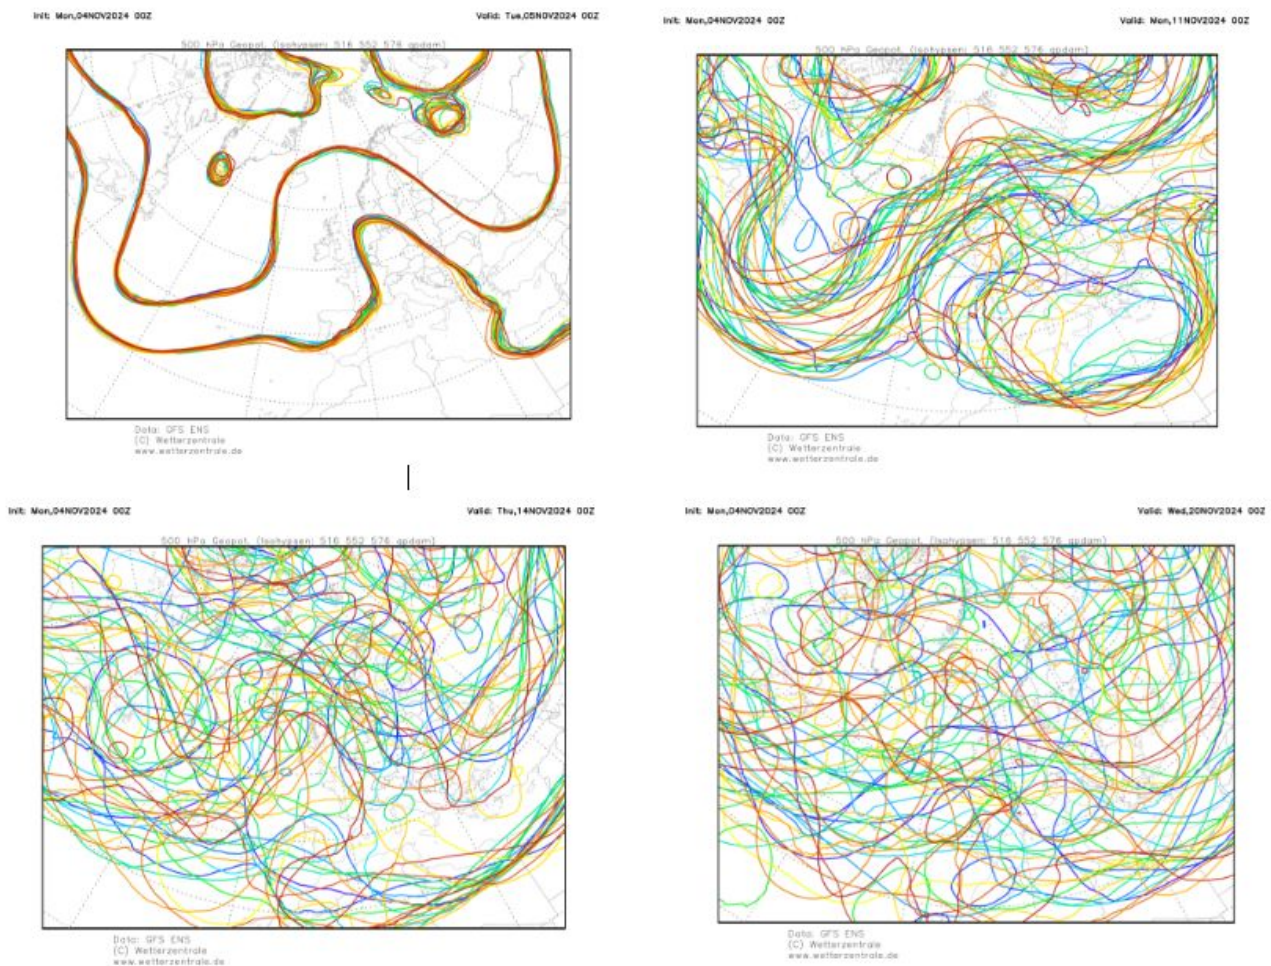 Init: Mon,04NOV2024 00Z
Valid: Tue,05NOV2024 00Z
500 hPa Geopot. (Isohypsen: 516 552 576 gpdam)
Data: GFS ENS
(C) Wetterzentrale
www.wetterzentrale.de
Init: Mon,04NOV2024 00Z
Valid: Mon,11NOV2024 00Z
500 hPa Geopot. (Isohypsen: 516 552 576 gpdam)
Data: GFS ENS
(C) Wetterzentrale
www.wetterzentrale.de
Init: Mon,04NOV2024 00Z
Valid: Thu,14NOV2024 00Z
500 hPa Geopot. (Isohypsen: 516 552 576 gpdam)
Data: GFS ENS
(C) Wetterzentrale
www.wetterzentrale.de
Init: Mon,04NOV2024 00Z
Valid: Wed,20NOV2024 00Z
500 hPa Geopot. (Isohypsen: 516 552 576 gpdam)
Data: GFS ENS
(C) Wetterzentrale
www.wetterzentrale.de